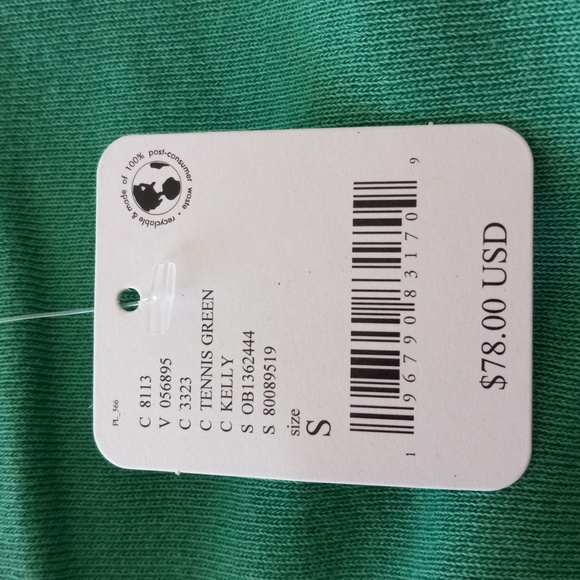 100% post-consumer waste • recyclable & made of
PL_566
C 8113
V 056895
C 3323
C TENNIS GREEN
C KELLY
S OB1362444
S 80089519
size
S
1 96790 83170 9
$78.00 USD